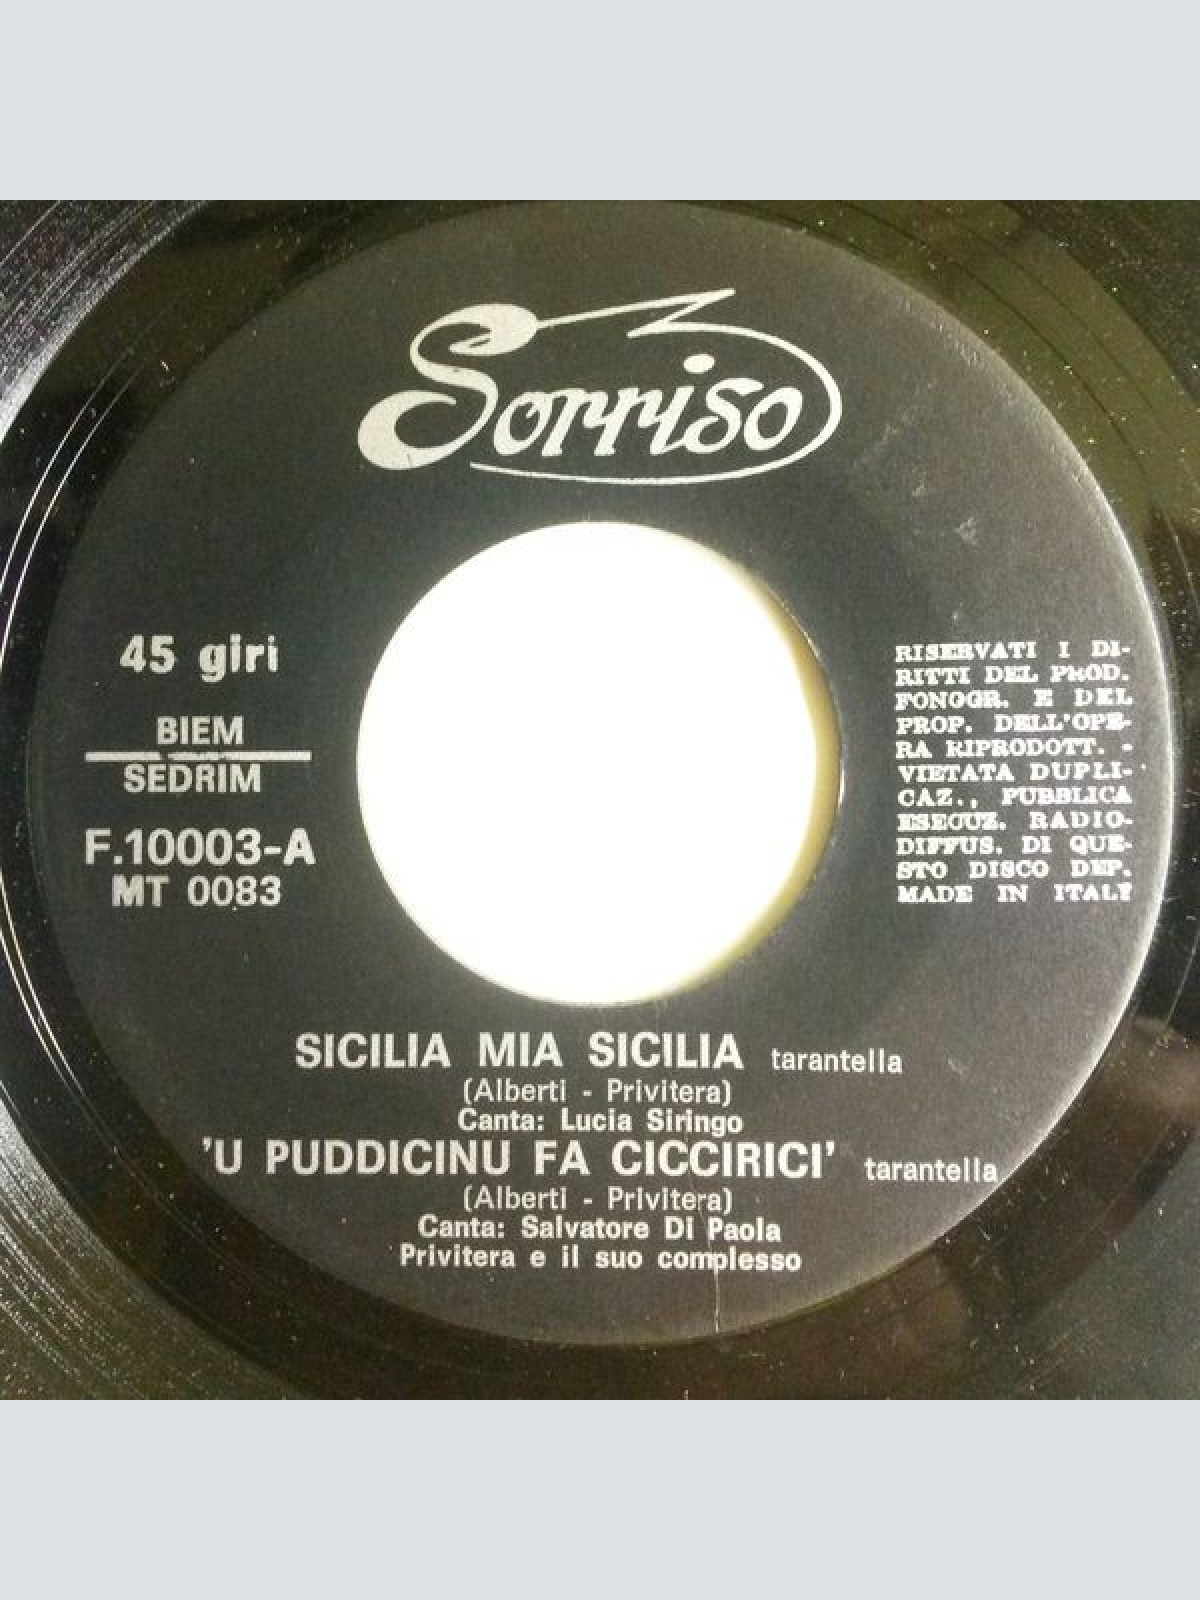 Sorriso
45 giri
BIEM
SEDRIM
F.10003-A
MT 0083
RISERVATI I DI-
RITTI DEL PROD.
FONOGR. E DEL
PROP. DELL'OPE-
RA RIPRODOTT. -
VIETATA DUPLI-
CAZ., PUBBLICA
ESECUZ. RADIO-
DIFFUS. DI QUE-
STO DISCO DEP.
MADE IN ITALY
SICILIA MIA SICILIA tarantella
(Alberti - Privitera)
Canta: Lucia Siringo
'U PUDDICINU FA CICCIRICI' tarantella
(Alberti - Privitera)
Canta: Salvatore Di Paola
Privitera e il suo complesso